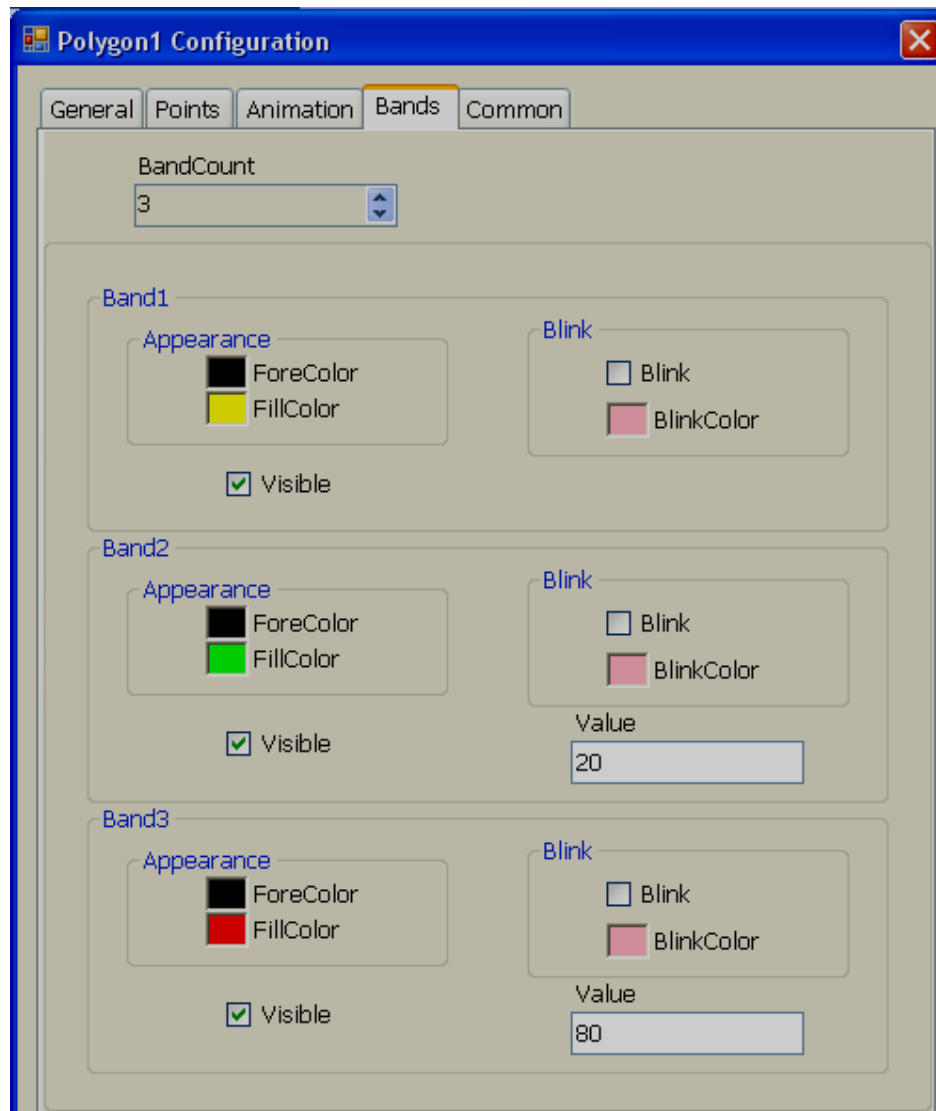 Polygon1 Configuration
General Points Animation Bands Common
BandCount
3
Band1
Appearance
ForeColor
FillColor
Visible
Blink
Blink
BlinkColor
Band2
Appearance
ForeColor
FillColor
Visible
Blink
Blink
BlinkColor
Value
20
Band3
Appearance
ForeColor
FillColor
Visible
Blink
Blink
BlinkColor
Value
80